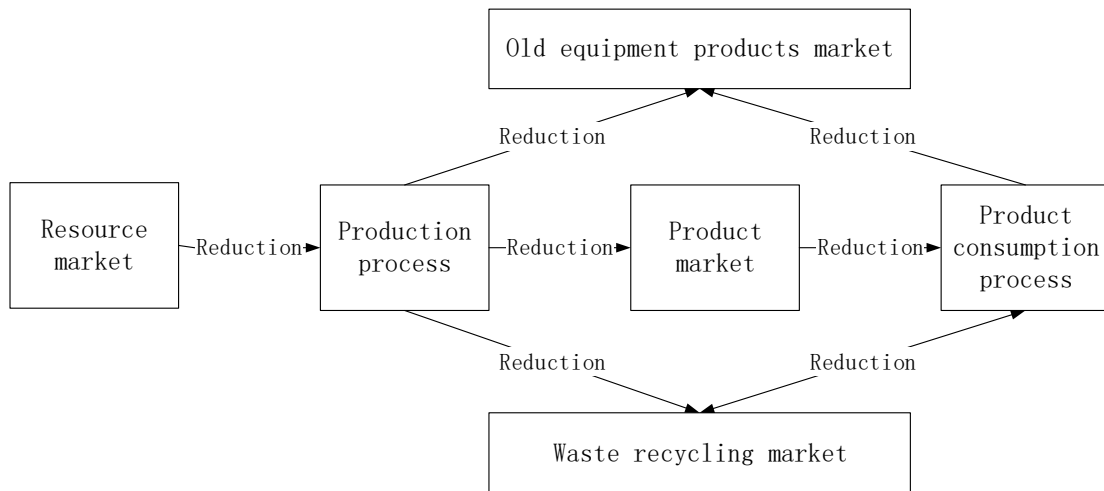 Old equipment products market
Reduction
Reduction
Resource
market
Reduction
Production
process
Reduction
Product
market
Reduction
Product
consumption
process
Reduction
Reduction
Waste recycling market